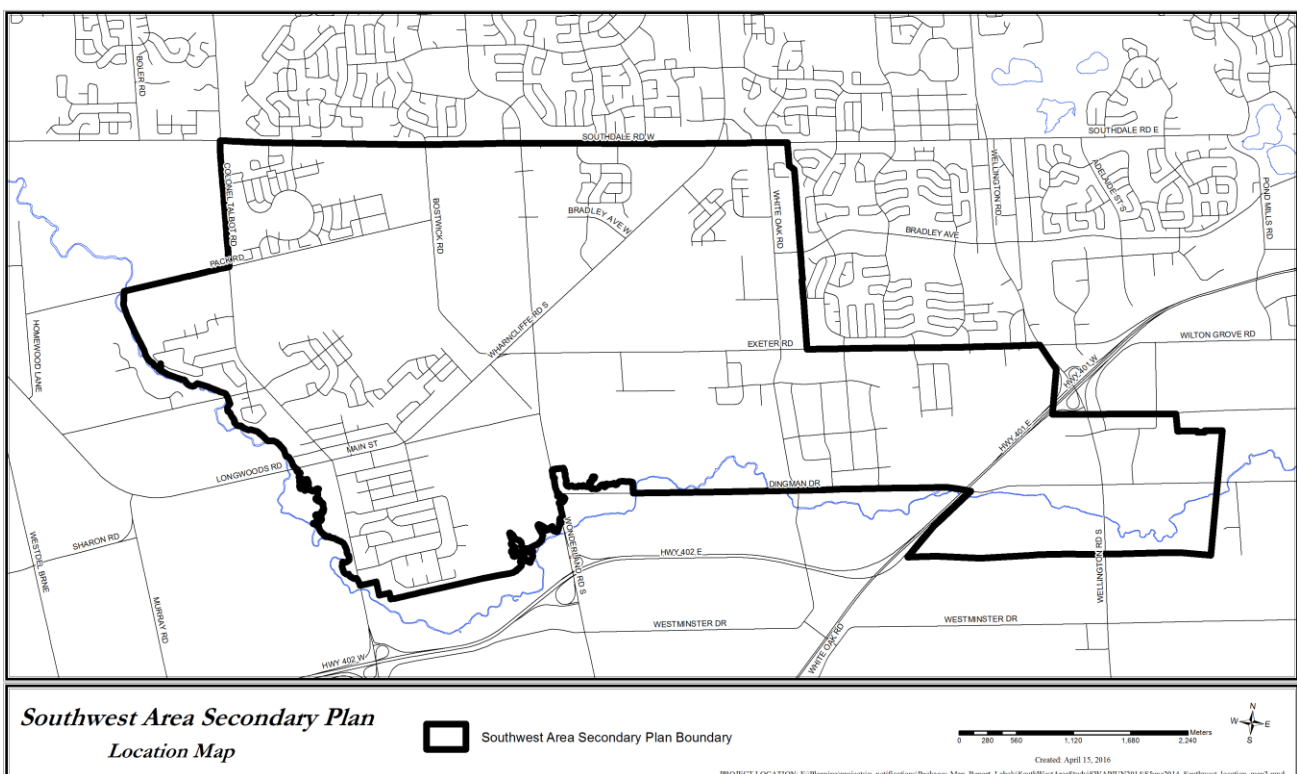 BOLER RD
SOUTHDALE RD W
SOUTHDALE RD E
COLONEL TALBOT RD
BOSTWICK RD
BRADLEY AVE W
WHITE OAK RD
WELLINGTON RD
ADELAIDE ST S
POND MILLS RD
BRADLEY AVE
PACK RD
HOMEWOOD LANE
WHARNCLIFFE RD S
EXETER RD
WILTON GROVE RD
HWY 401 W
HWY 401 E
MAIN ST
LONGWOODS RD
DINGMAN DR
SHARON RD
WESTDEL BRNE
MURRAY RD
WONDERLAND RD S
HWY 402 E
WELLINGTON RD S
WESTMINSTER DR
WESTMINSTER DR
WHITE OAK RD
HWY 402 W
Southwest Area Secondary Plan
Location Map
Southwest Area Secondary Plan Boundary
N
W E
S
0 280 560 1,120 1,680 2,240 Meters
Created: April 15, 2016
PROJECT LOCATION: